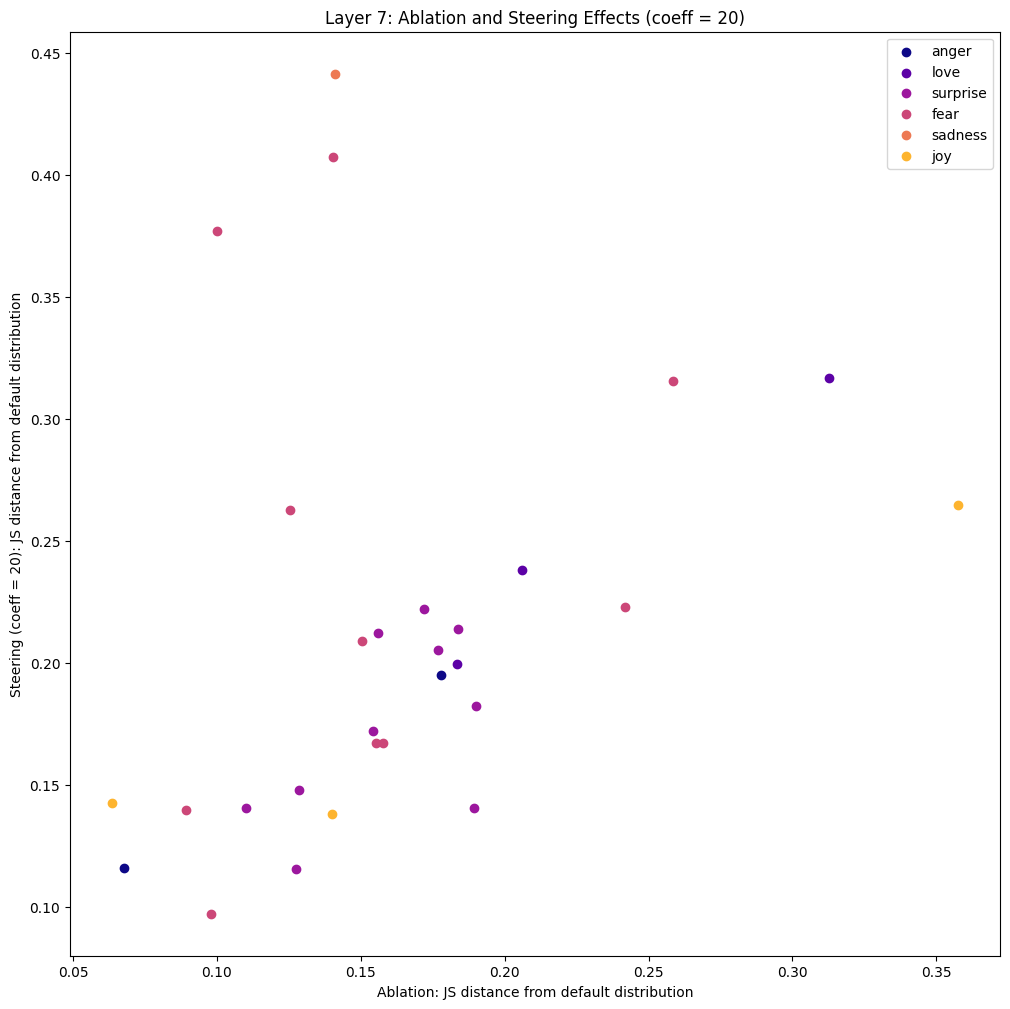 Layer 7: Ablation and Steering Effects (coeff = 20)
anger
love
surprise
fear
sadness
joy
Steering (coeff = 20): JS distance from default distribution
0.45
0.40
0.35
0.30
0.25
0.20
0.15
0.10
0.05 0.10 0.15 0.20 0.25 0.30 0.35
Ablation: JS distance from default distribution